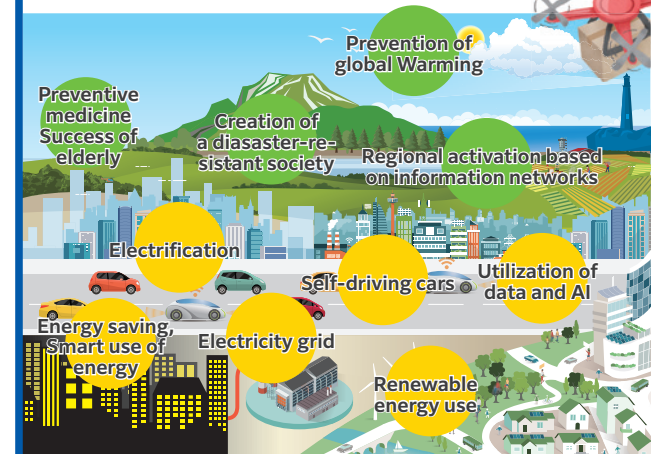 Prevention of
global Warming
Preventive
medicine
Success of
elderly
Creation of
a diasaster-re-
sistant society
Regional activation based
on information networks
Electrification
Self-driving cars
Utilization of
data and AI
Energy saving,
Smart use of
energy
Electricity grid
Renewable
energy use